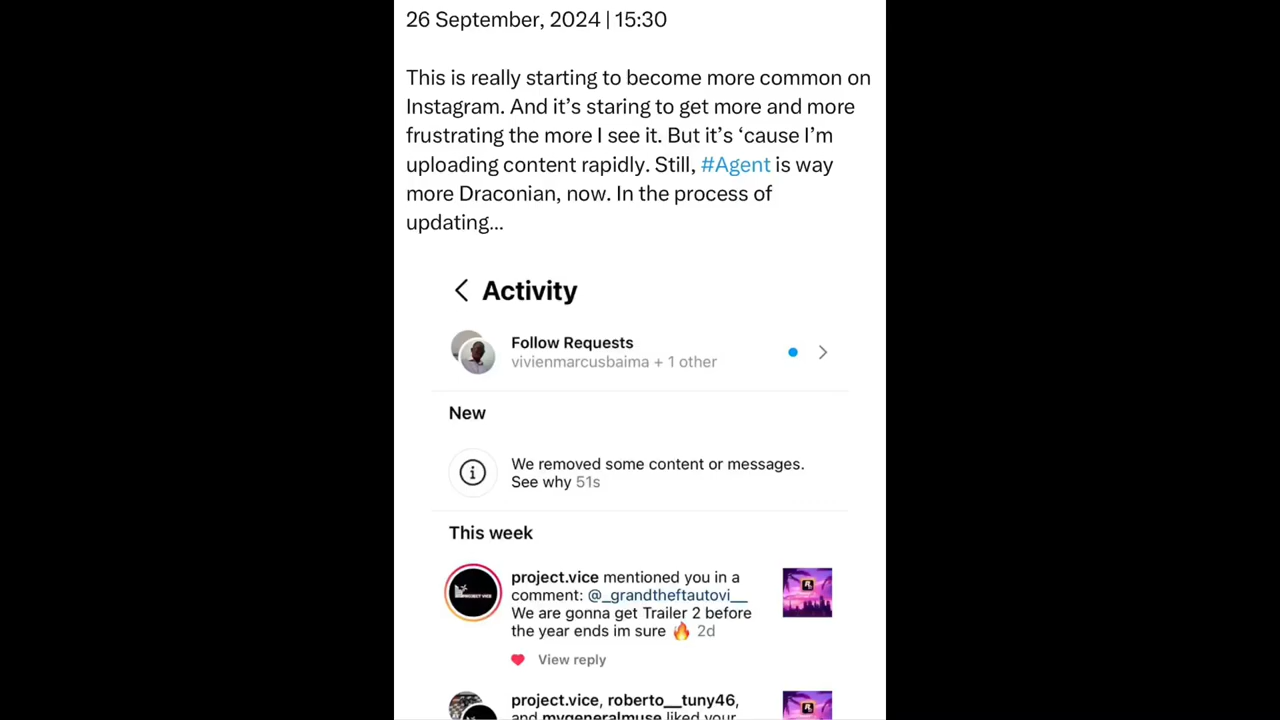 26 September, 2024 | 15:30
This is really starting to become more common on
Instagram. And it’s staring to get more and more
frustrating the more I see it. But it’s ‘cause I’m
uploading content rapidly. Still, #Agent is way
more Draconian, now. In the process of
updating...
Activity
Follow Requests
vivienmarcusbaima + 1 other
New
We removed some content or messages.
See why 51s
This week
project.vice mentioned you in a
comment: @_grandtheftautovi__
We are gonna get Trailer 2 before
the year ends im sure 🔥 2d
View reply
project.vice, roberto__tuny46,
and mygeneralmuse liked your